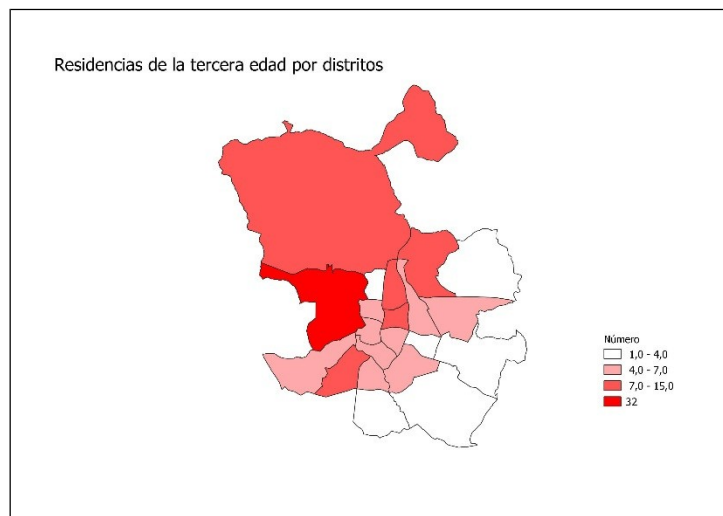 Residencias de la tercera edad por distritos
Número
1,0 - 4,0
4,0 - 7,0
7,0 - 15,0
32